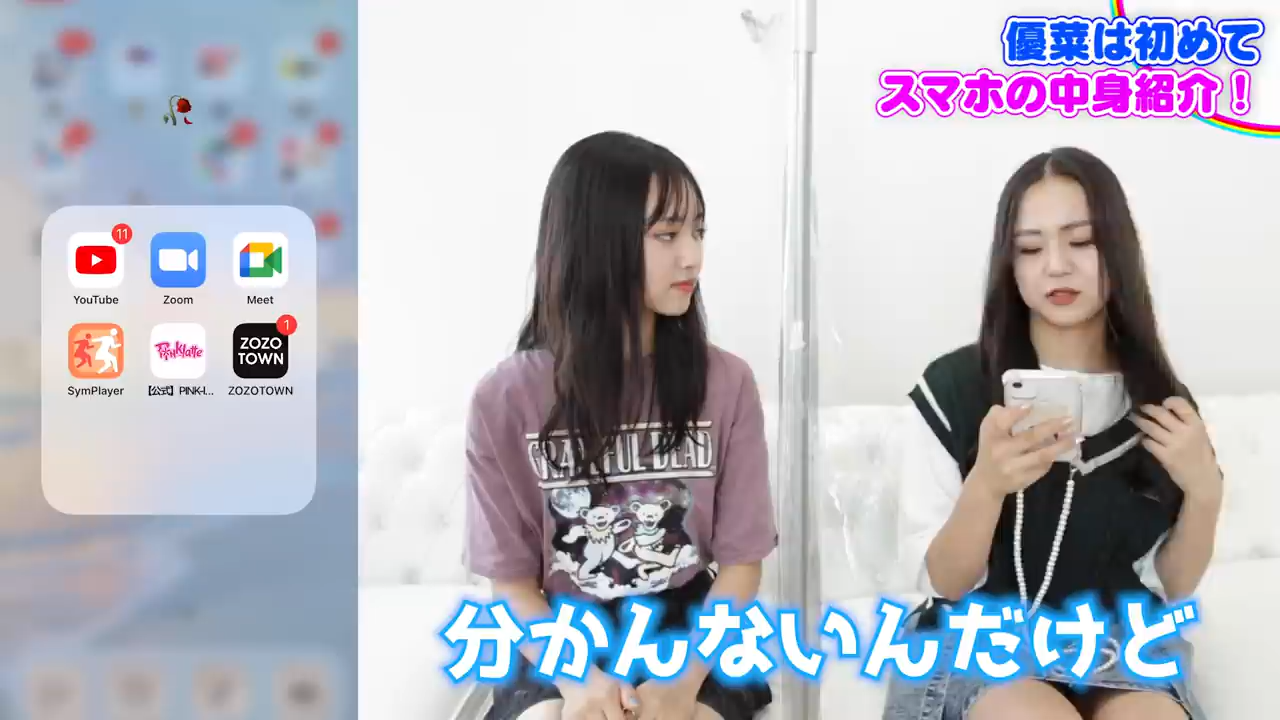 優菜は初めて
スマホの中身紹介！
11
YouTube
Zoom
Meet
1
ZOZO
TOWN
Pinklatte
SymPlayer
【公式】PINK-l...
ZOZOTOWN
GRATEFUL DEAD
分かんないんだけど